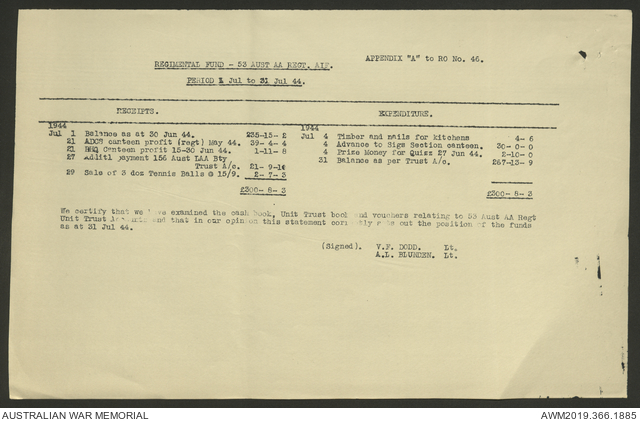 APPENDIX "A" to RO No. 46.
REGIMENTAL FUND - 53 AUST AA REGT. AIF.
PERIOD 1 Jul to 31 Jul 44.
RECEIPTS. EXPENDITURE.
1944 1944
Jul 1 Balance as at 30 Jun 44. 235-15-2 Jul 4 Timber and nails for kitchens 4-6
21 canteen profit (regt) May 44. 39-4-4 4 Advance to Sigs Section canteen. 30-0-0
21 RHQ Canteen profit 15-30 Jun 44. 1-11-8 4 Prize Money for Quizz 27 Jun 44. 2-10-0
27 Additl payment 156 Aust LAA Bty 31 Balance as per Trust A/c. 267-13-9
Trust A/c. 21-9-10
29 Sale of 3 doz Tennis Balls @ 15/9. 2-7-3
£300-8-3 £300-8-3
We certify that we have examined the cash book, Unit Trust book and vouchers relating to 53 Aust AA Regt
Unit Trust and that in our opinion this statement correctly sets out the position of the funds
as at 31 Jul 44.
(Signed). V.F. DODD. Lt.
A.L. BLUNDEN. Lt.
AUSTRALIAN WAR MEMORIAL AWM2019.366.1885